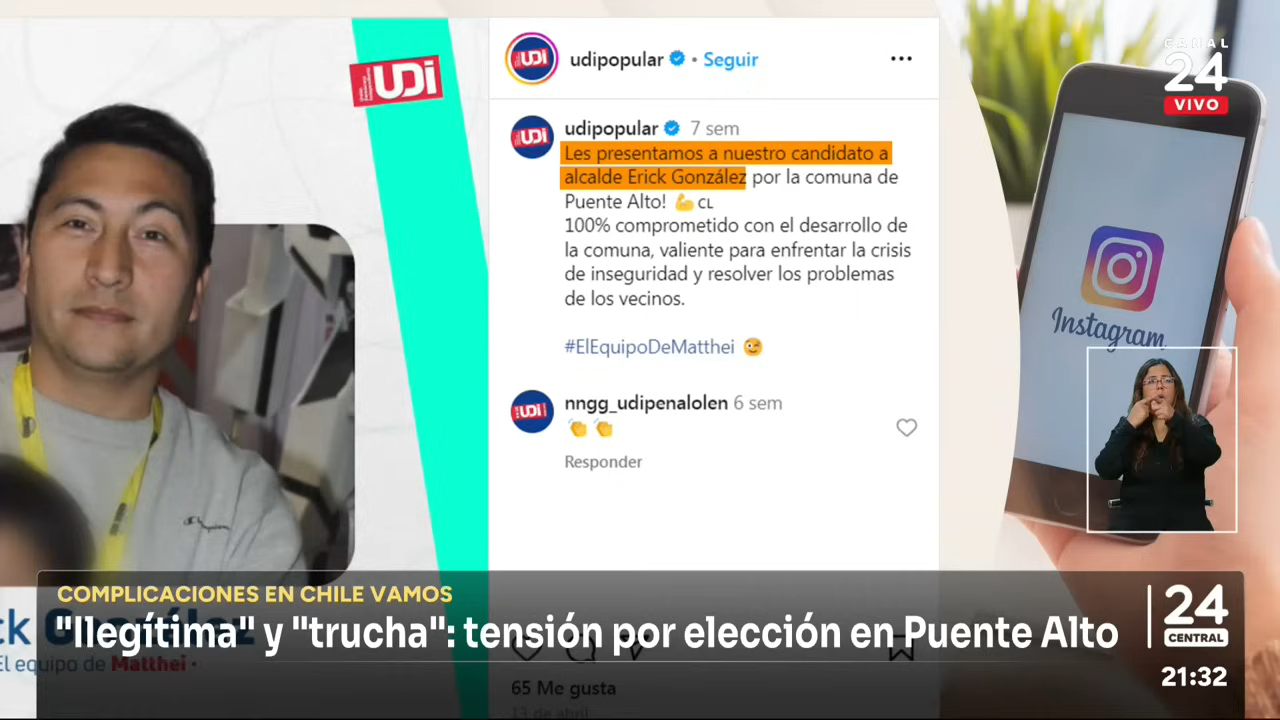 UDI
udipopular • Seguir
udipopular 7 sem
Les presentamos a nuestro candidato a
alcalde Erick González por la comuna de
Puente Alto! 💪 CL
100% comprometido con el desarrollo de
la comuna, valiente para enfrentar la crisis
de inseguridad y resolver los problemas
de los vecinos.
#ElEquipoDeMatthei 😉
nngg_udipenalolen 6 sem
👏 👏
Responder
65 Me gusta
13 de abril
CANAL
24
VIVO
Instagram
COMPLICACIONES EN CHILE VAMOS
"Ilegítima" y "trucha": tensión por elección en Puente Alto
El equipo de Matthei
24
CENTRAL
21:32